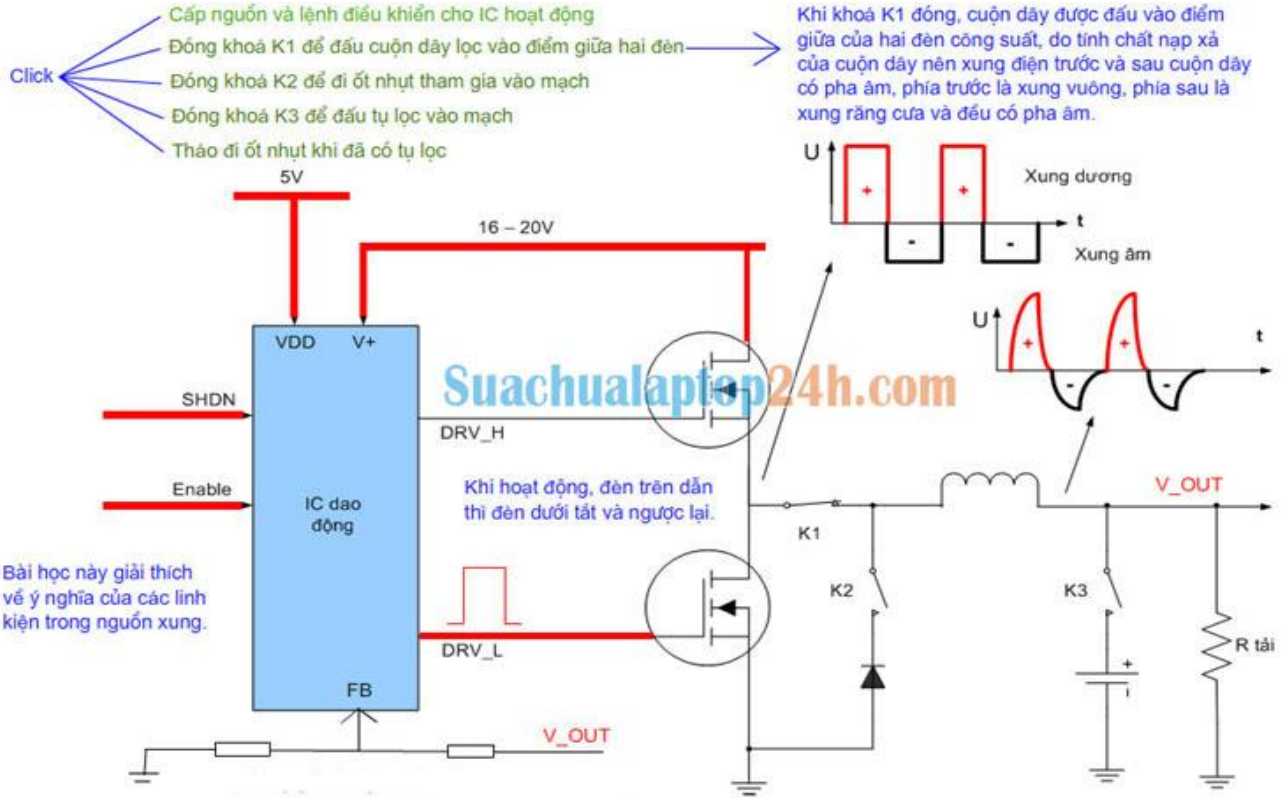 Cấp nguồn và lệnh điều khiển cho IC hoạt động
Đóng khoá K1 để đấu cuộn dây lọc vào điểm giữa hai đèn
Click
Đóng khoá K2 để đi ốt nhụt tham gia vào mạch
Đóng khoá K3 để đấu tụ lọc vào mạch
Tháo đi ốt nhụt khi đã có tụ lọc
Khi khoá K1 đóng, cuộn dây được đấu vào điểm
giữa của hai đèn công suất, do tính chất nạp xả
của cuộn dây nên xung điện trước và sau cuộn dây
có pha âm, phía trước là xung vuông, phía sau là
xung răng cưa và đều có pha âm.
U
+
+
Xung dương
t
-
-
Xung âm
U
+
+
t
-
-
5V
16 – 20V
VDD
V+
SHDN
Suachualaptop24h.com
DRV_H
Enable
IC dao
động
Khi hoạt động, đèn trên dẫn
thì đèn dưới tắt và ngược lại.
K1
V_OUT
Bài học này giải thích
về ý nghĩa của các linh
kiện trong nguồn xung.
K2
K3
DRV_L
R tải
+
-
FB
V_OUT